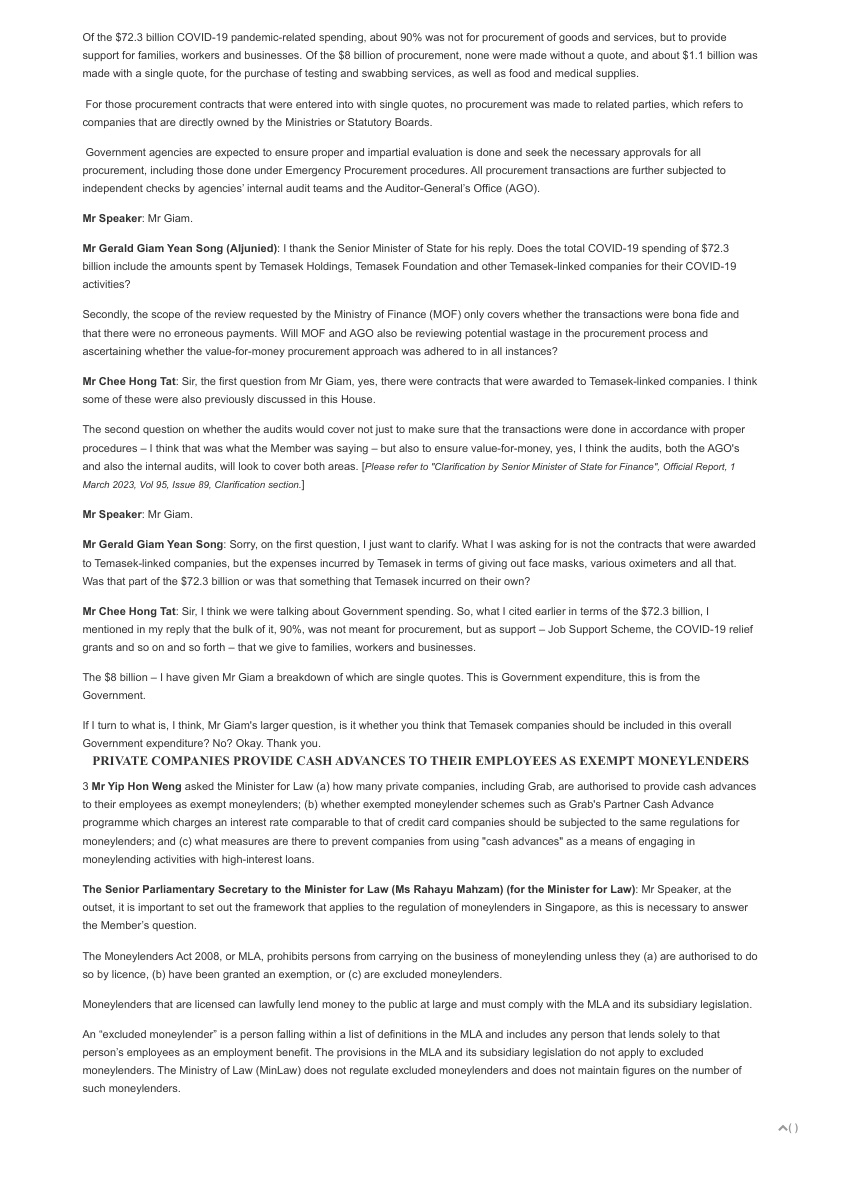 Of the $72.3 billion COVID-19 pandemic-related spending, about 90% was not for procurement of goods and services, but to provide
support for families, workers and businesses. Of the $8 billion of procurement, none were made without a quote, and about $1.1 billion was
made with a single quote, for the purchase of testing and swabbing services, as well as food and medical supplies.
For those procurement contracts that were entered into with single quotes, no procurement was made to related parties, which refers to
companies that are directly owned by the Ministries or Statutory Boards.
Government agencies are expected to ensure proper and impartial evaluation is done and seek the necessary approvals for all
procurement, including those done under Emergency Procurement procedures. All procurement transactions are further subjected to
independent checks by agencies' internal audit teams and the Auditor-General's Office (AGO).
Mr Speaker: Mr Giam.
Mr Gerald Giam Yean Song (Aljunied): I thank the Senior Minister of State for his reply. Does the total COVID-19 spending of $72.3
billion include the amounts spent by Temasek Holdings, Temasek Foundation and other Temasek-linked companies for their COVID-19
activities?
Secondly, the scope of the review requested by the Ministry of Finance (MOF) only covers whether the transactions were bona fide and
that there were no erroneous payments. Will MOF and AGO also be reviewing potential wastage in the procurement process and
ascertaining whether the value-for-money procurement approach was adhered to in all instances?
Mr Chee Hong Tat: Sir, the first question from Mr Giam, yes, there were contracts that were awarded to Temasek-linked companies. I think
some of these were also previously discussed in this House.
The second question on whether the audits would cover not just to make sure that the transactions were done in accordance with proper
procedures – I think that was what the Member was saying – but also to ensure value-for-money, yes, I think the audits, both the AGO's
and also the internal audits, will look to cover both areas. [Please refer to "Clarification by Senior Minister of State for Finance", Official Report, 1
March 2023, Vol 95, Issue 89, Clarification section.]
Mr Speaker: Mr Giam.
Mr Gerald Giam Yean Song: Sorry, on the first question, I just want to clarify. What I was asking for is not the contracts that were awarded
to Temasek-linked companies, but the expenses incurred by Temasek in terms of giving out face masks, various oximeters and all that.
Was that part of the $72.3 billion or was that something that Temasek incurred on their own?
Mr Chee Hong Tat: Sir, I think we were talking about Government spending. So, what I cited earlier in terms of the $72.3 billion, I
mentioned in my reply that the bulk of it, 90%, was not meant for procurement, but as support – Job Support Scheme, the COVID-19 relief
grants and so on and so forth – that we give to families, workers and businesses.
The $8 billion – I have given Mr Giam a breakdown of which are single quotes. This is Government expenditure, this is from the
Government.
If I turn to what is, I think, Mr Giam's larger question, is it whether you think that Temasek companies should be included in this overall
Government expenditure? No? Okay. Thank you.
PRIVATE COMPANIES PROVIDE CASH ADVANCES TO THEIR EMPLOYEES AS EXEMPT MONEYLENDERS
3 Mr Yip Hon Weng asked the Minister for Law (a) how many private companies, including Grab, are authorised to provide cash advances
to their employees as exempt moneylenders; (b) whether exempted moneylender schemes such as Grab's Partner Cash Advance
programme which charges an interest rate comparable to that of credit card companies should be subjected to the same regulations for
moneylenders; and (c) what measures are there to prevent companies from using "cash advances" as a means of engaging in
moneylending activities with high-interest loans.
The Senior Parliamentary Secretary to the Minister for Law (Ms Rahayu Mahzam) (for the Minister for Law): Mr Speaker, at the
outset, it is important to set out the framework that applies to the regulation of moneylenders in Singapore, as this is necessary to answer
the Member's question.
The Moneylenders Act 2008, or MLA, prohibits persons from carrying on the business of moneylending unless they (a) are authorised to do
so by licence, (b) have been granted an exemption, or (c) are excluded moneylenders.
Moneylenders that are licensed can lawfully lend money to the public at large and must comply with the MLA and its subsidiary legislation.
An “excluded moneylender” is a person falling within a list of definitions in the MLA and includes any person that lends solely to that
person's employees as an employment benefit. The provisions in the MLA and its subsidiary legislation do not apply to excluded
moneylenders. The Ministry of Law (MinLaw) does not regulate excluded moneylenders and does not maintain figures on the number of
such moneylenders.
( )